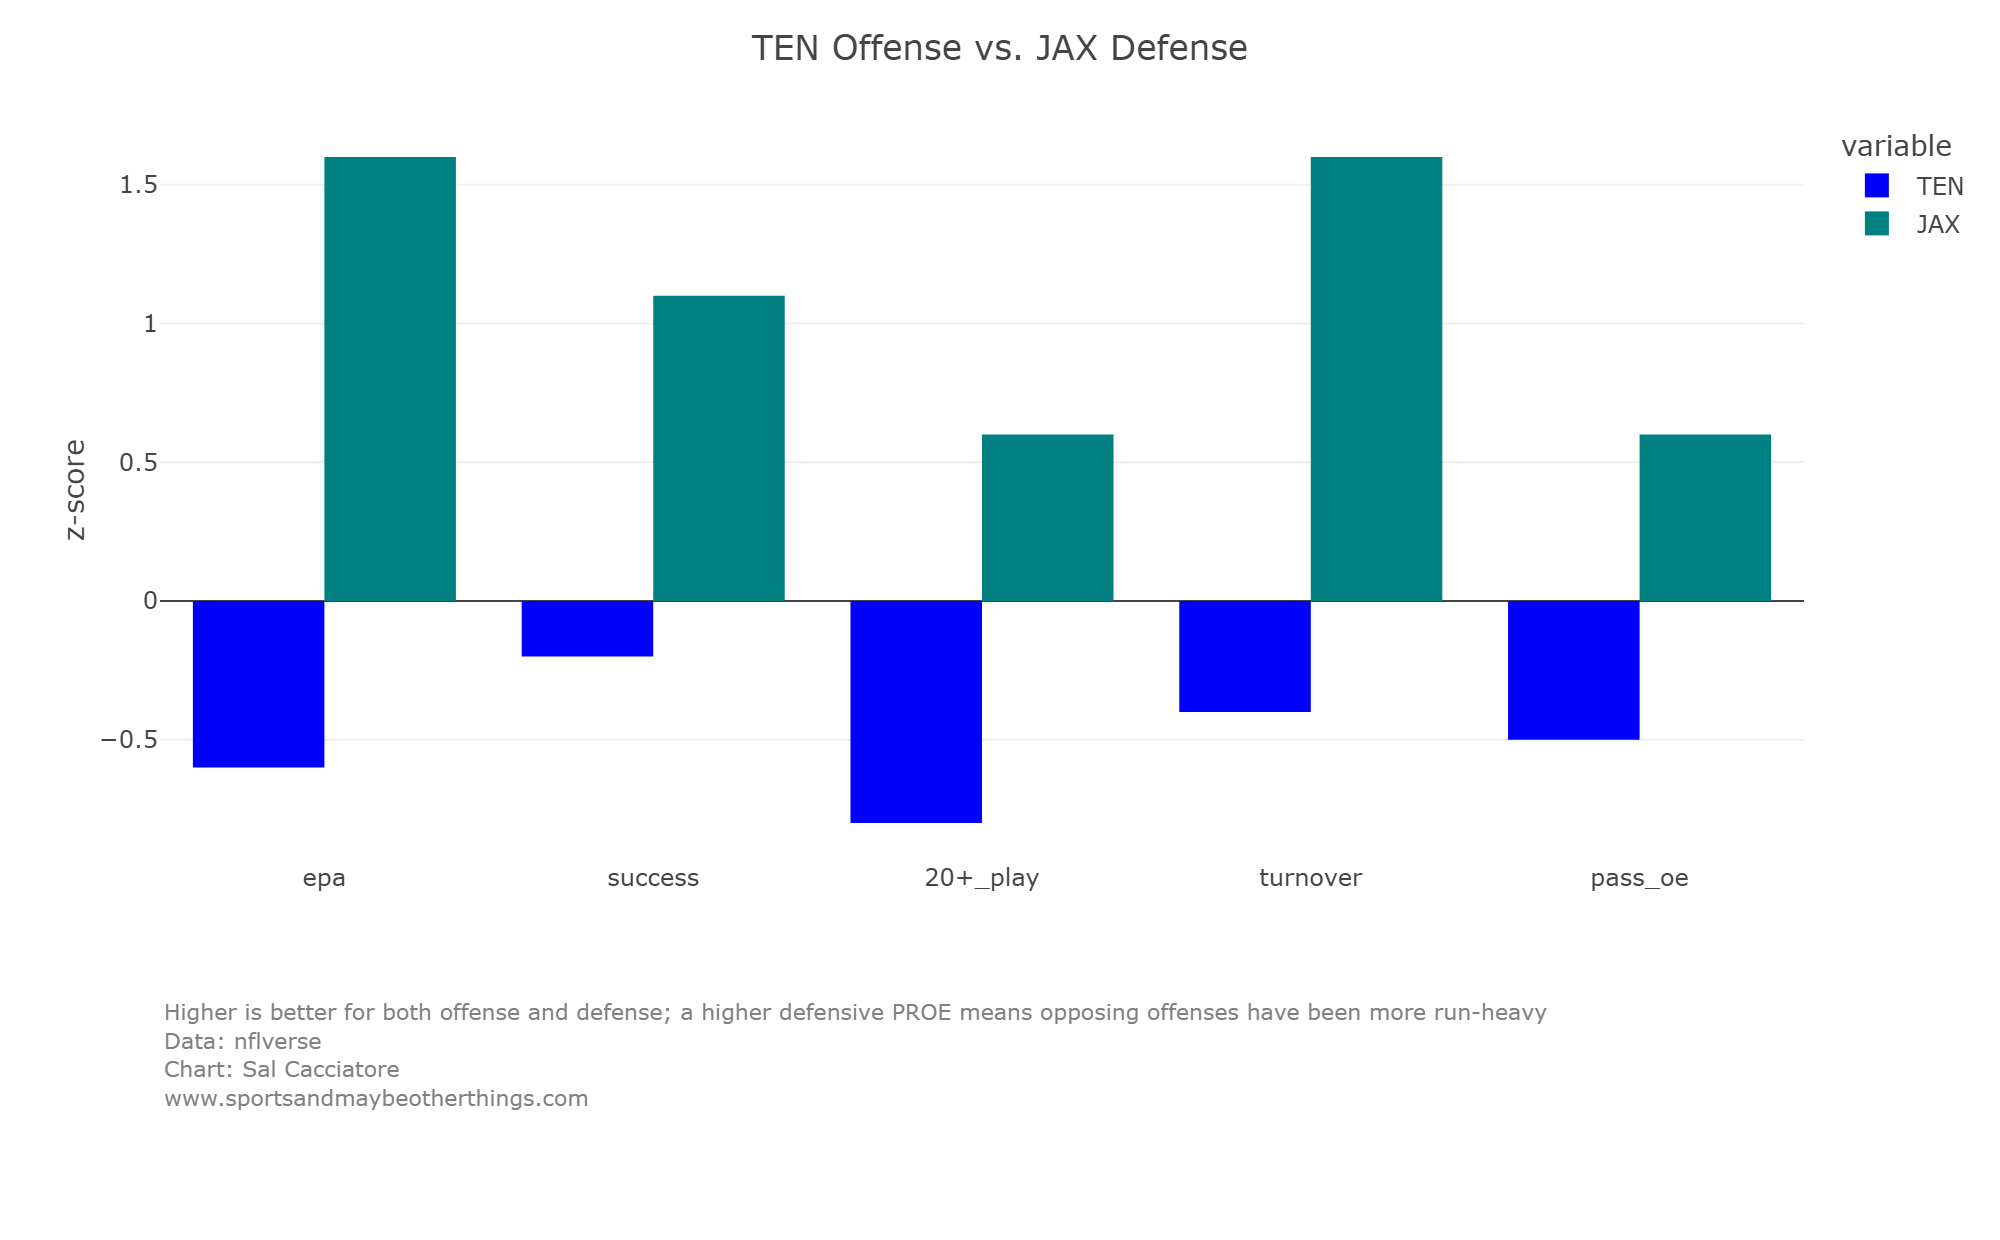 TEN Offense vs. JAX Defense
variable
TEN
JAX
1.5
1
0.5
0
−0.5
z-score
epa
success
20+_play
turnover
pass_oe
Higher is better for both offense and defense; a higher defensive PROE means opposing offenses have been more run-heavy
Data: nflverse
Chart: Sal Cacciatore
www.sportsandmaybeotherthings.com